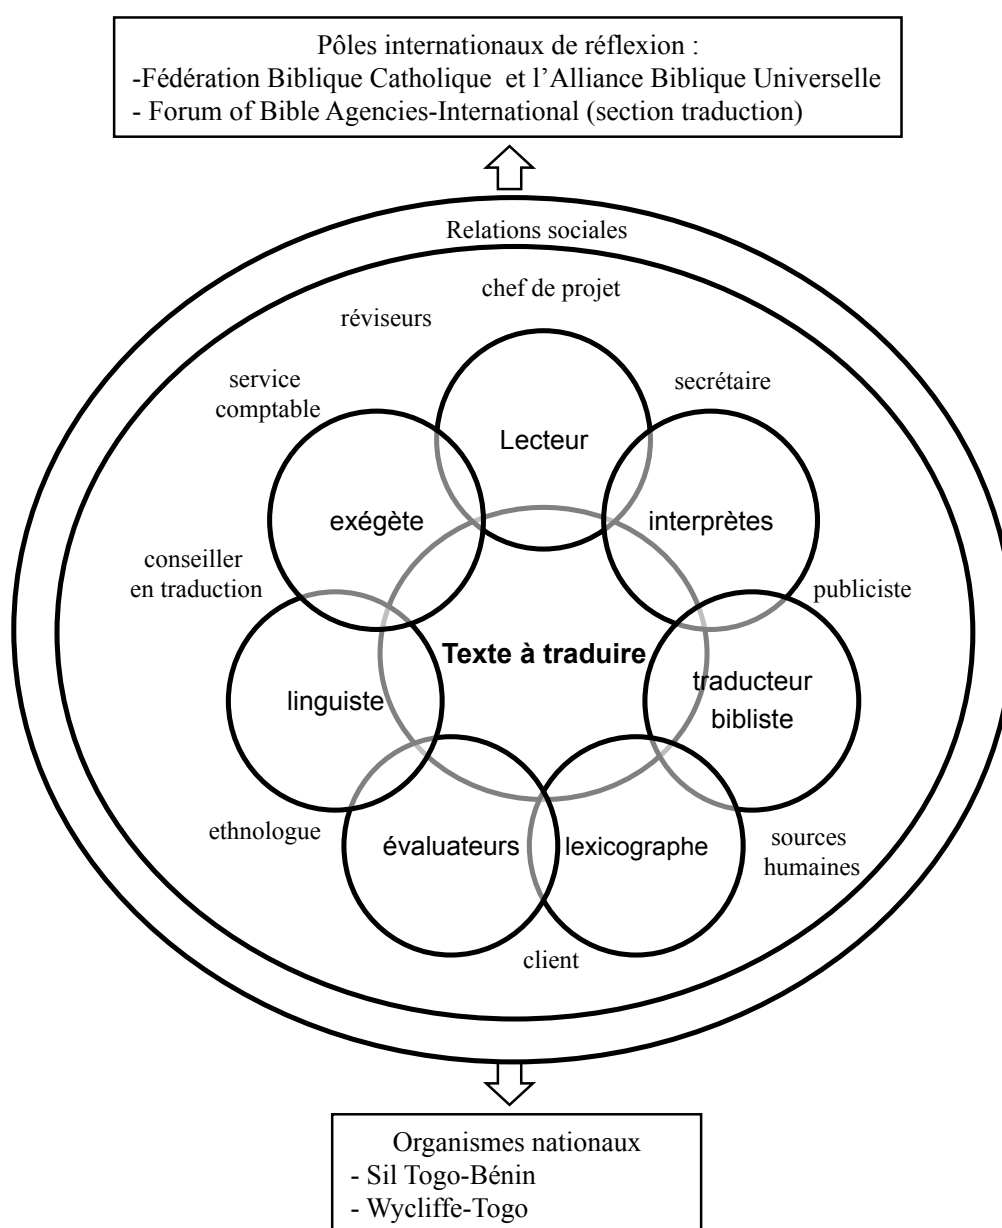 Pôles internationaux de réflexion :
-Fédération Biblique Catholique et l’Alliance Biblique Universelle
- Forum of Bible Agencies-International (section traduction)
Relations sociales
chef de projet
réviseurs
service
comptable
secrétaire
Lecteur
exégète
interprètes
conseiller
en traduction
publiciste
Texte à traduire
linguiste
traducteur
bibliste
ethnologue
évaluateurs
lexicographe
sources
humaines
client
Organismes nationaux
- Sil Togo-Bénin
- Wycliffe-Togo